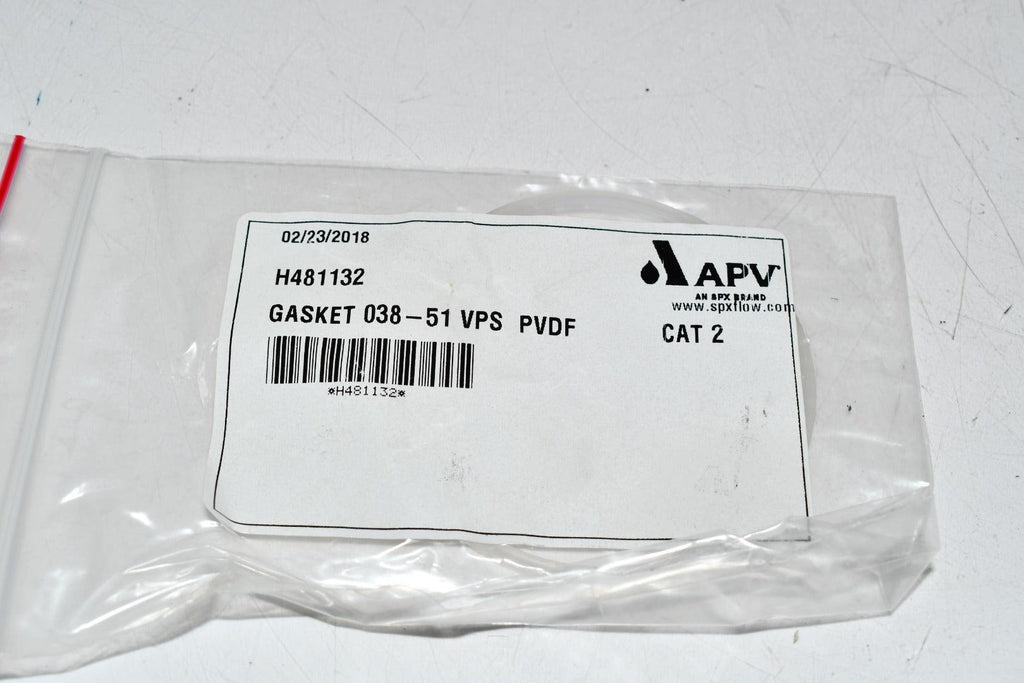 02/23/2018
H481132
APV
AN SPX BRAND
www.spxflow.com
GASKET 038-51 VPS PVDF
CAT 2
*H481132*